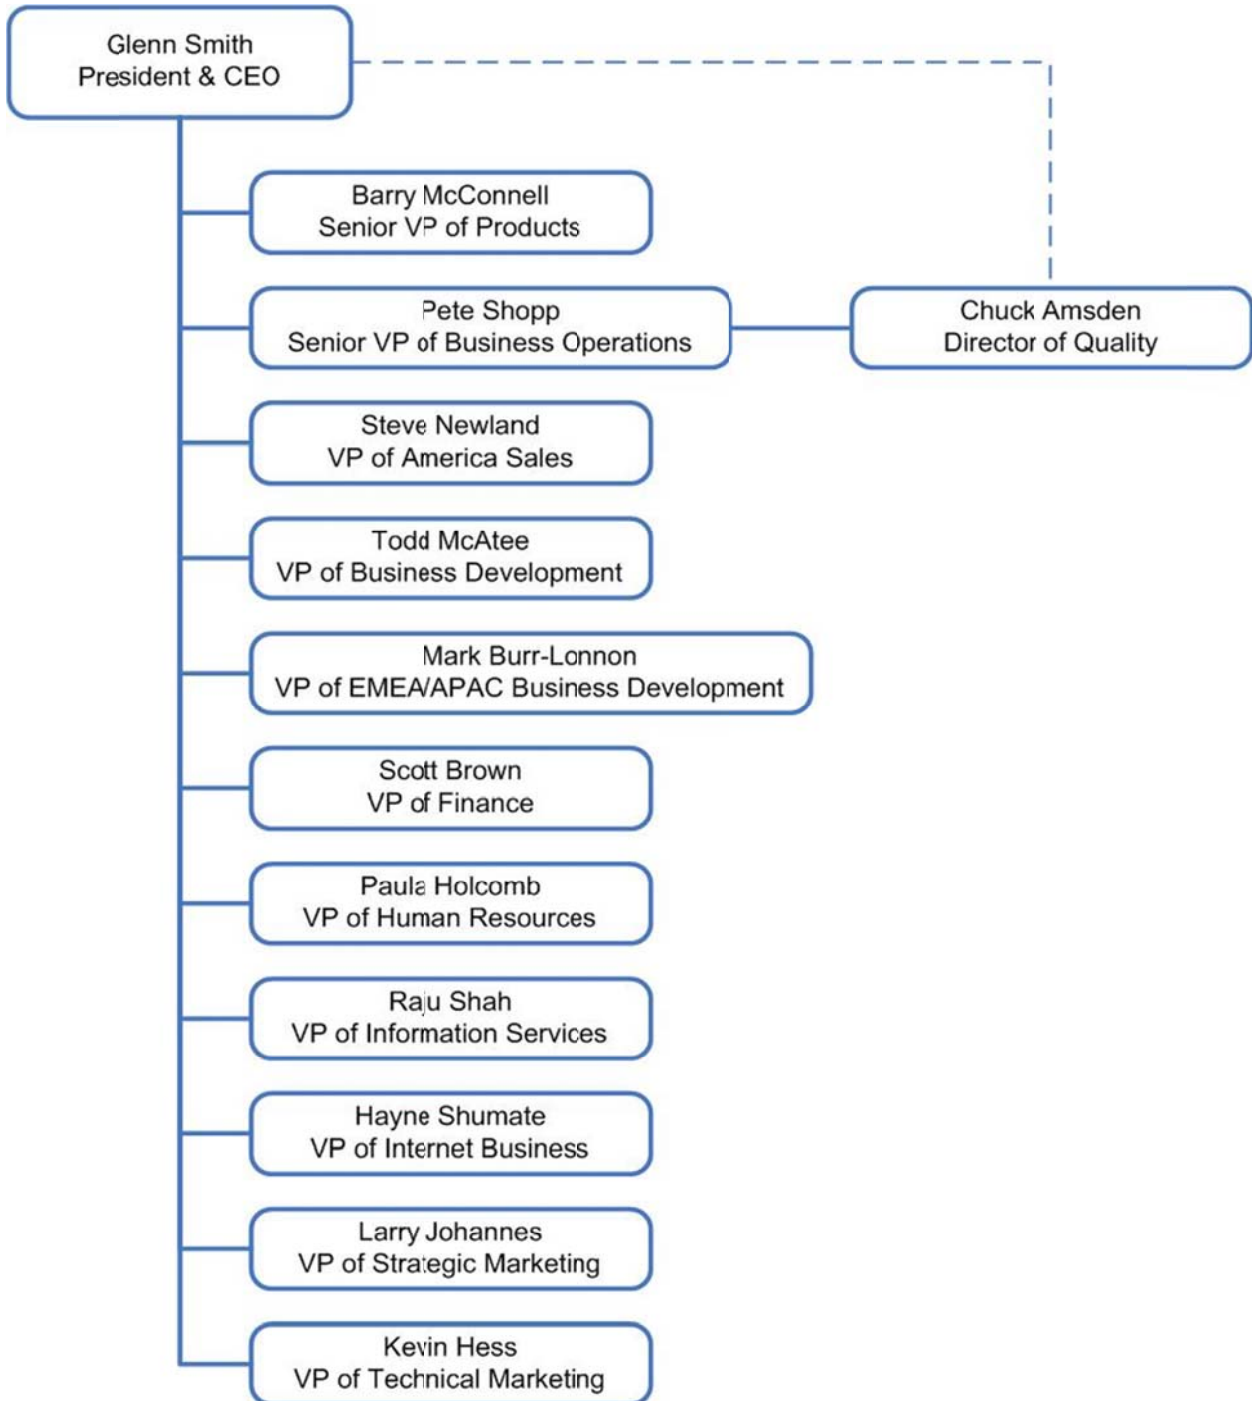 Glenn Smith
President & CEO
Barry McConnell
Senior VP of Products
Pete Shopp
Senior VP of Business Operations
Chuck Amsden
Director of Quality
Steve Newland
VP of America Sales
Todd McAtee
VP of Business Development
Mark Burr-Lonnon
VP of EMEA/APAC Business Development
Scott Brown
VP of Finance
Paula Holcomb
VP of Human Resources
Raju Shah
VP of Information Services
Hayne Shumate
VP of Internet Business
Larry Johannes
VP of Strategic Marketing
Kevin Hess
VP of Technical Marketing